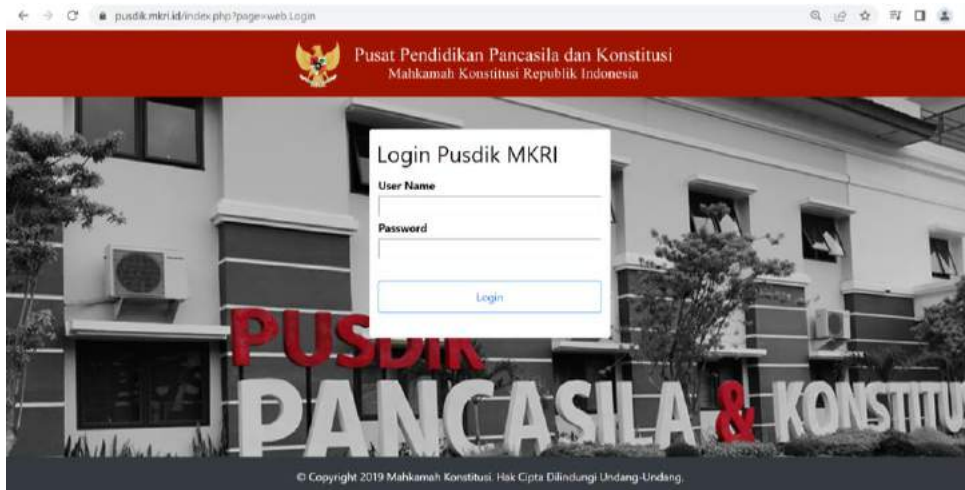 pusdik.mkri.id/index.php?page=web.Login
Pusat Pendidikan Pancasila dan Konstitusi
Mahkamah Konstitusi Republik Indonesia
Login Pusdik MKRI
User Name
Password
Login
PUSDIK
PANCASILA & KONSTITU
© Copyright 2019 Mahkamah Konstitusi. Hak Cipta Dilindungi Undang-Undang.